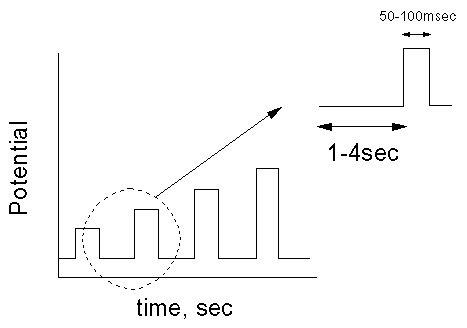 50-100msec
1-4sec
Potential
time, sec